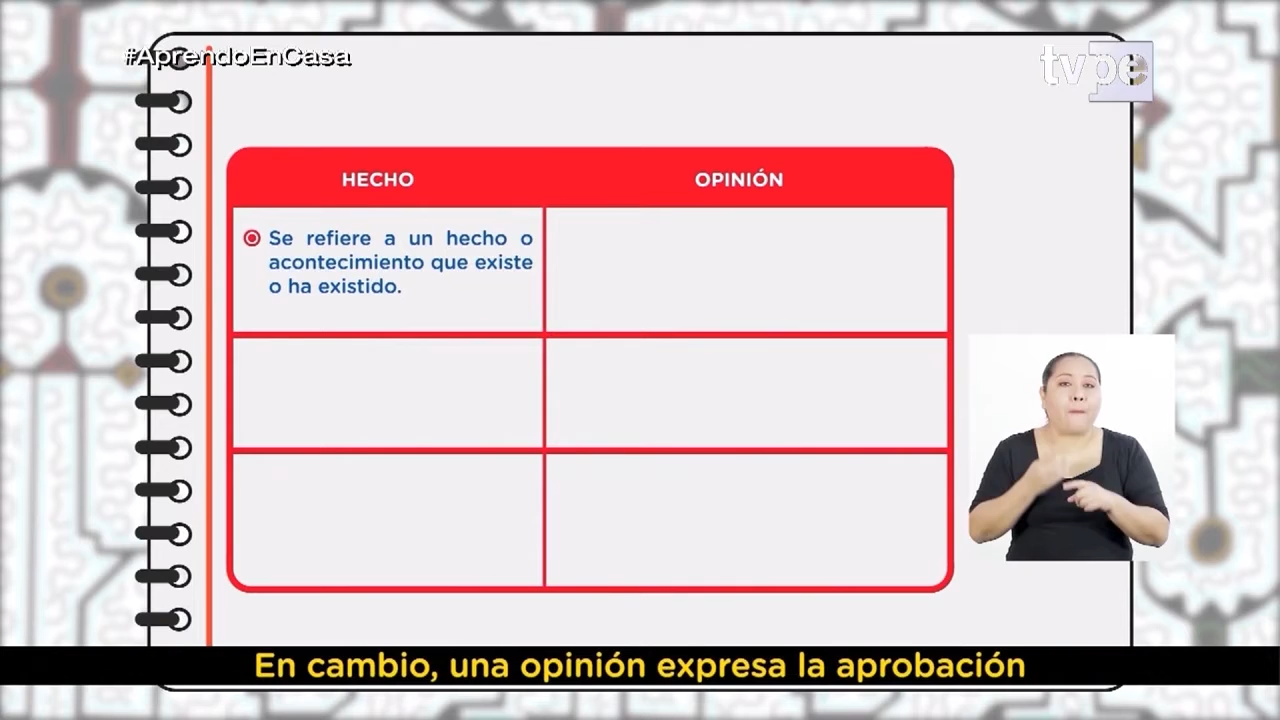 #AprendoEnCasa
tvpe
HECHO
OPINIÓN
Se refiere a un hecho o
acontecimiento que existe
o ha existido.
En cambio, una opinión expresa la aprobación